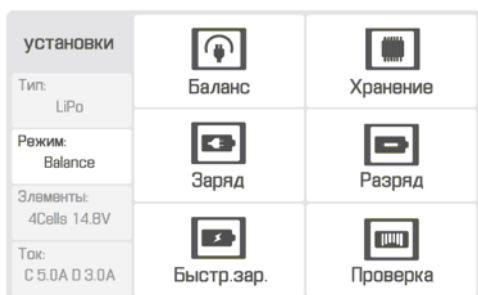 установки
Тип:
LiPo
Режим:
Balance
Элементы:
4Cells 14.8V
Ток:
C 5.0A D 3.0A
Баланс
Хранение
Заряд
Разряд
Быстр.зар.
Проверка